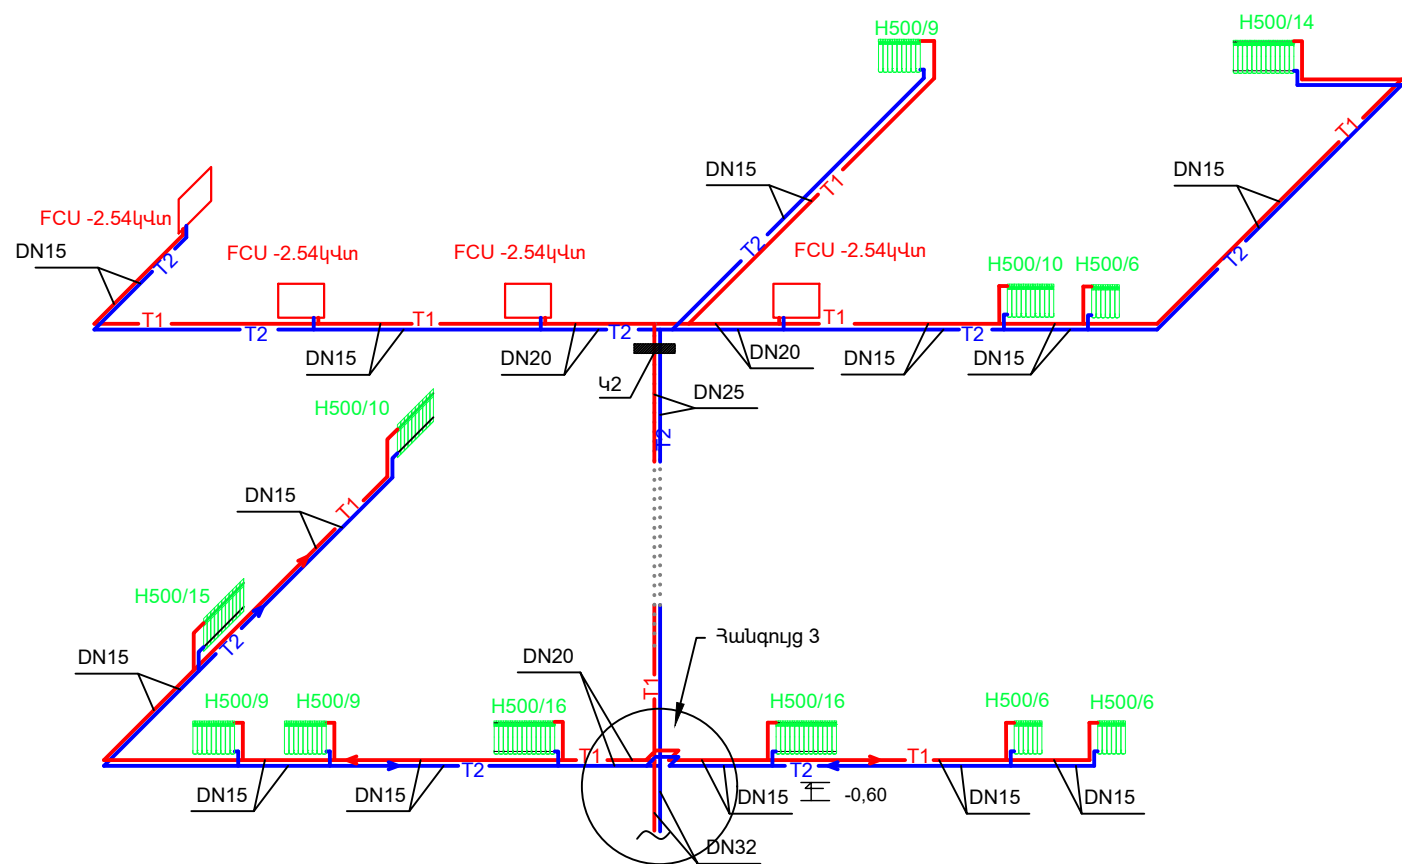 H500/9
H500/14
DN15
T1
T1
DN15
FCU -2.54կՎտ
DN15
T2
FCU -2.54կՎտ
FCU -2.54կՎտ
T2
FCU -2.54կՎտ
T2
H500/10
H500/6
T1
T2
T1
T2
T1
T2
DN15
DN20
DN20
DN15
DN15
Կ2
DN25
T2
H500/10
DN15
T1
H500/15
T2
DN15
Հանգույց 3
DN20
T1
H500/9
H500/9
H500/16
H500/16
H500/6
H500/6
T1
T2
T2
T1
DN15
DN15
DN15
-0,60
DN15
DN15
DN32